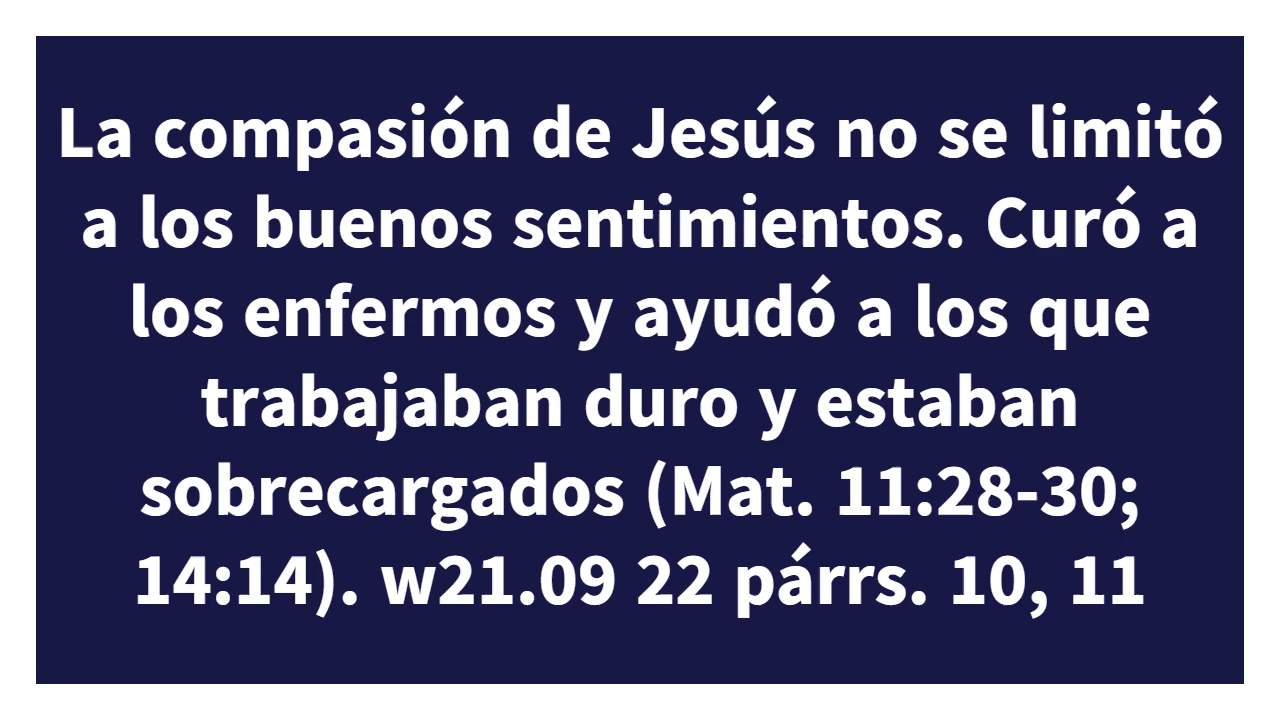 La compasión de Jesús no se limitó
a los buenos sentimientos. Curó a
los enfermos y ayudó a los que
trabajaban duro y estaban
sobrecargados (Mat. 11:28-30;
14:14). w21.09 22 párrs. 10, 11